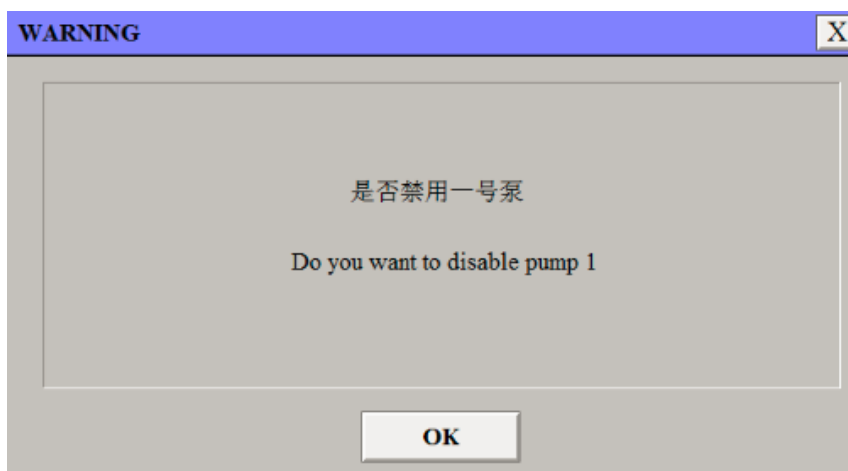 WARNING
X
是否禁用一号泵
Do you want to disable pump 1
OK